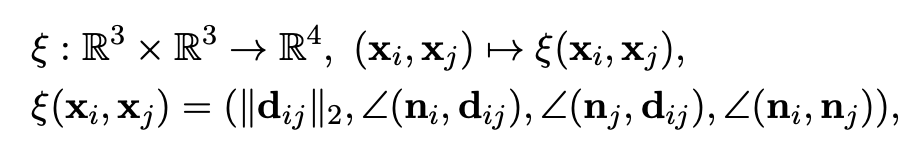 ξ : ℝ³ × ℝ³ → ℝ⁴, (𝐱ᵢ, 𝐱ⱼ) ↦ ξ(𝐱ᵢ, 𝐱ⱼ),
ξ(𝐱ᵢ, 𝐱ⱼ) = (‖𝐝ᵢⱼ‖₂, ∠(𝐧ᵢ, 𝐝ᵢⱼ), ∠(𝐧ⱼ, 𝐝ᵢⱼ), ∠(𝐧ᵢ, 𝐧ⱼ)),